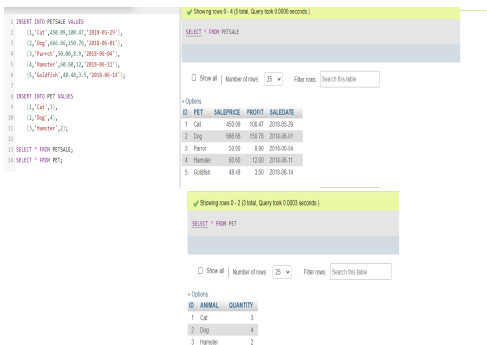 1 INSERT INTO PETSALE VALUES
2 (1,'Cat',450.09,100.47,'2018-05-29'),
3 (2,'Dog',666.66,150.76,'2018-06-01'),
4 (3,'Parrot',50.00,8.9,'2018-06-04'),
5 (4,'Hamster',60.60,12,'2018-06-11'),
6 (5,'Goldfish',48.48,3.5,'2018-06-14');
7
8 INSERT INTO PET VALUES
9 (1,'Cat',3),
10 (2,'Dog',4),
11 (3,'Hamster',2);
12
13 SELECT * FROM PETSALE;
14 SELECT * FROM PET;
Showing rows 0 - 4 (5 total, Query took 0.0000 seconds.)
SELECT * FROM PETSALE
Show all | Number of rows: 25 Filter rows: Search this table
+ Options
ID PET SALEPRICE PROFIT SALEDATE
1 Cat 450.09 100.47 2018-05-29
2 Dog 666.66 150.76 2018-06-01
3 Parrot 50.00 8.90 2018-06-04
4 Hamster 60.60 12.00 2018-06-11
5 Goldfish 48.48 3.50 2018-06-14
Showing rows 0 - 2 (3 total, Query took 0.0003 seconds.)
SELECT * FROM PET
Show all | Number of rows: 25 Filter rows: Search this table
+ Options
ID ANIMAL QUANTITY
1 Cat 3
2 Dog 4
3 Hamster 2